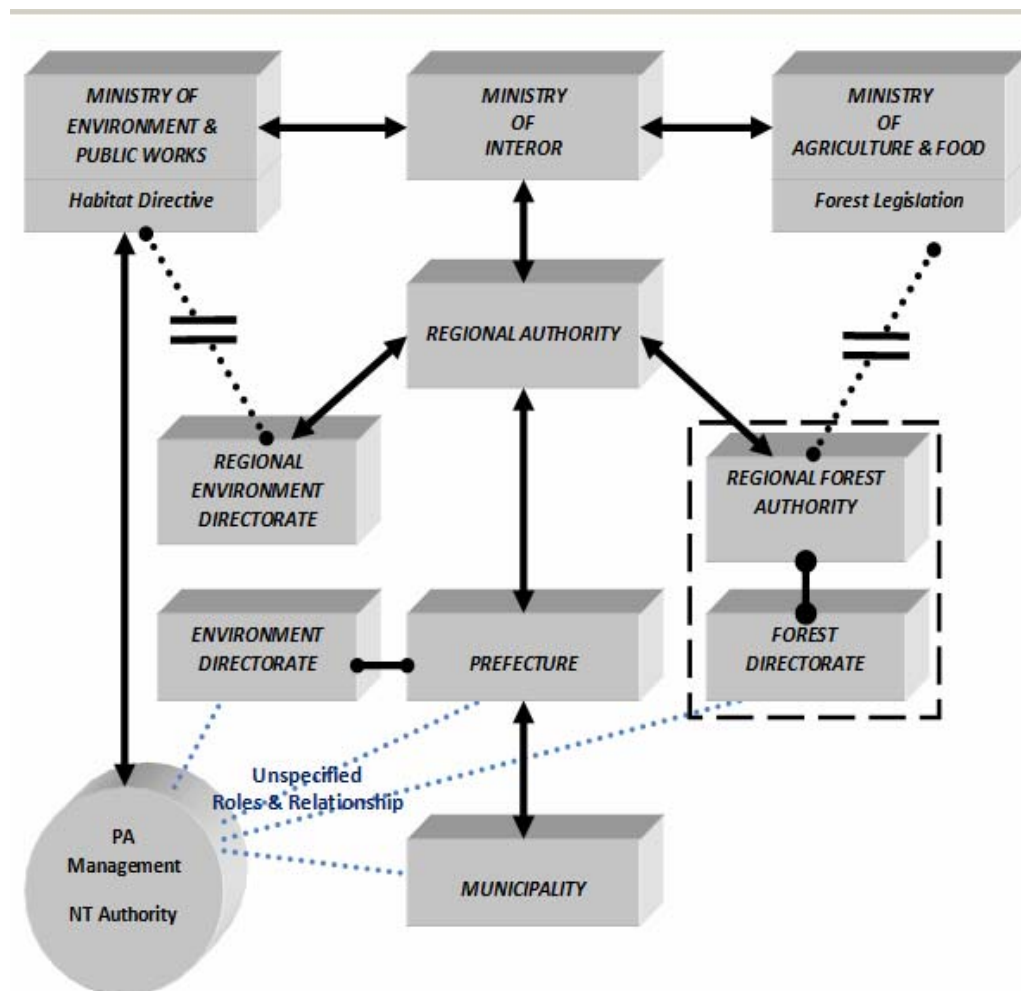 MINISTRY OF
ENVIRONMENT &
PUBLIC WORKS
Habitat Directive
MINISTRY
OF
INTEROR
MINISTRY
OF
AGRICULTURE & FOOD
Forest Legislation
REGIONAL AUTHORITY
REGIONAL
ENVIRONMENT
DIRECTORATE
REGIONAL FOREST
AUTHORITY
ENVIRONMENT
DIRECTORATE
PREFECTURE
FOREST
DIRECTORATE
Unspecified
Roles & Relationship
PA
Management
NT Authority
MUNICIPALITY